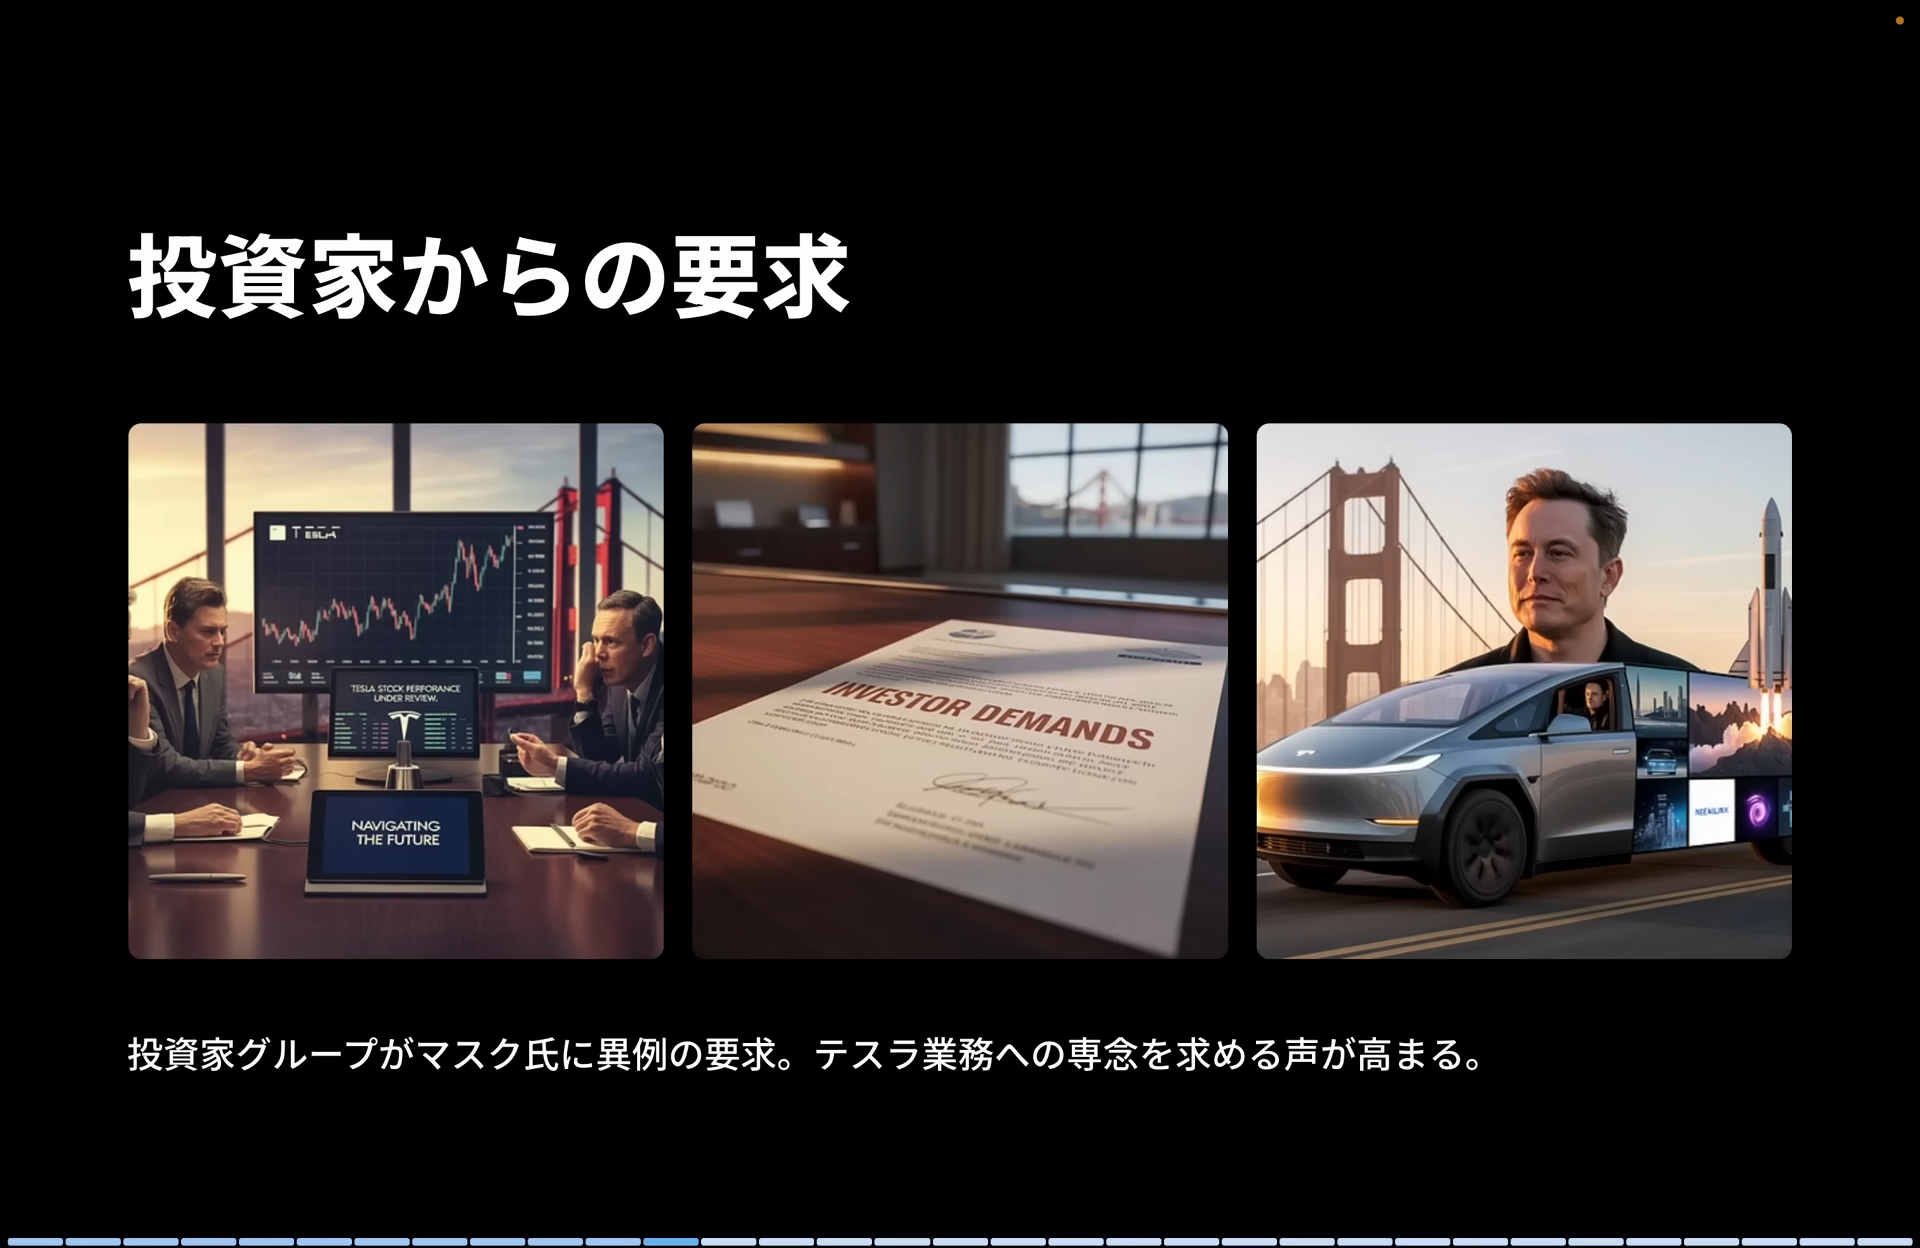 投資家からの要求
TESLA
TESLA STOCK PERFORANCE
UNDER REVIEW.
NAVIGATING
THE FUTURE
INVESTOR DEMANDS
投資家グループがマスク氏に異例の要求。テスラ業務への専念を求める声が高まる。